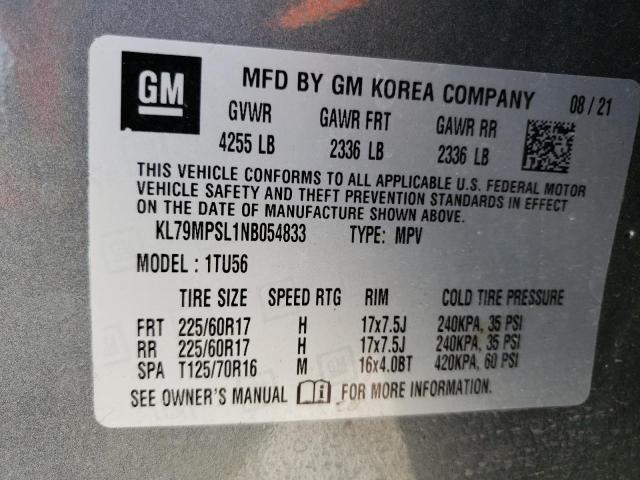 GM MFD BY GM KOREA COMPANY 08/21
GVWR GAWR FRT GAWR RR
4255 LB 2336 LB 2336 LB
THIS VEHICLE CONFORMS TO ALL APPLICABLE U.S. FEDERAL MOTOR
VEHICLE SAFETY AND THEFT PREVENTION STANDARDS IN EFFECT
ON THE DATE OF MANUFACTURE SHOWN ABOVE.
KL79MPSL1NB054833 TYPE: MPV
MODEL: 1TU56
TIRE SIZE SPEED RTG RIM COLD TIRE PRESSURE
FRT 225/60R17 H 17x7.5J 240KPA, 35 PSI
RR 225/60R17 H 17x7.5J 240KPA, 35 PSI
SPA T125/70R16 M 16x4.0BT 420KPA, 60 PSI
SEE OWNER'S MANUAL i FOR MORE INFORMATION.